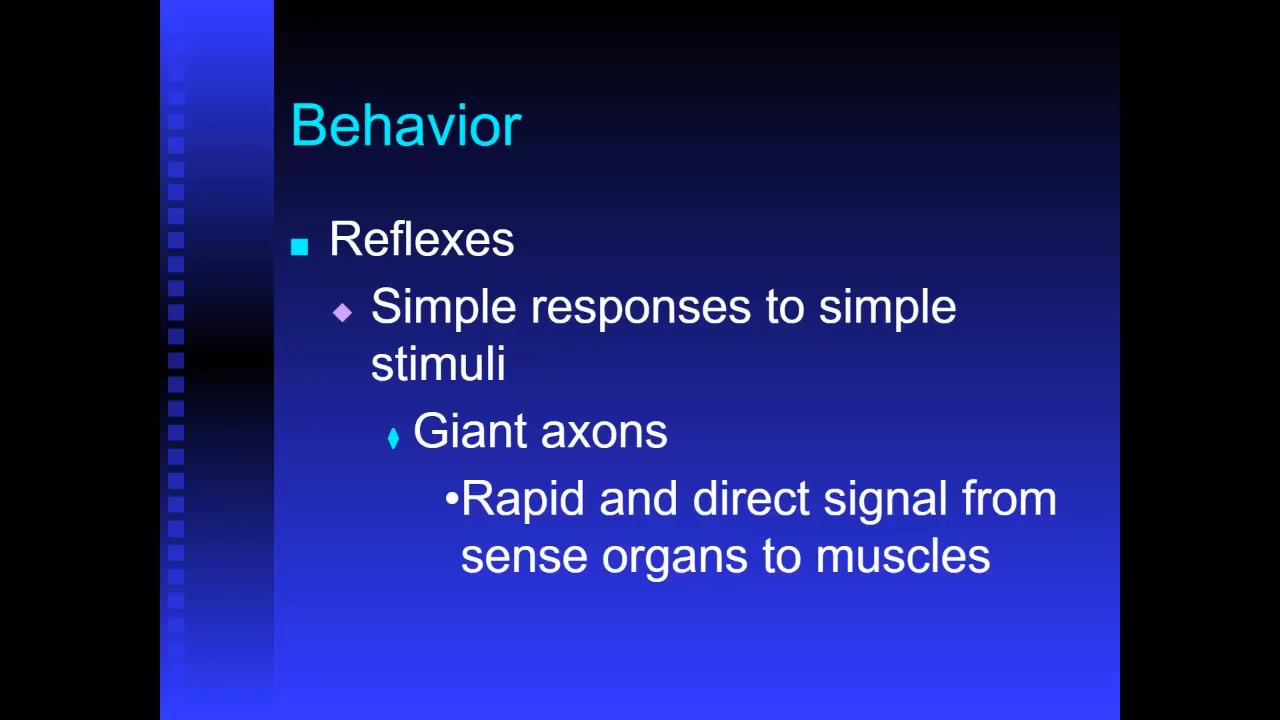 Behavior
Reflexes
Simple responses to simple
stimuli
Giant axons
•Rapid and direct signal from
sense organs to muscles